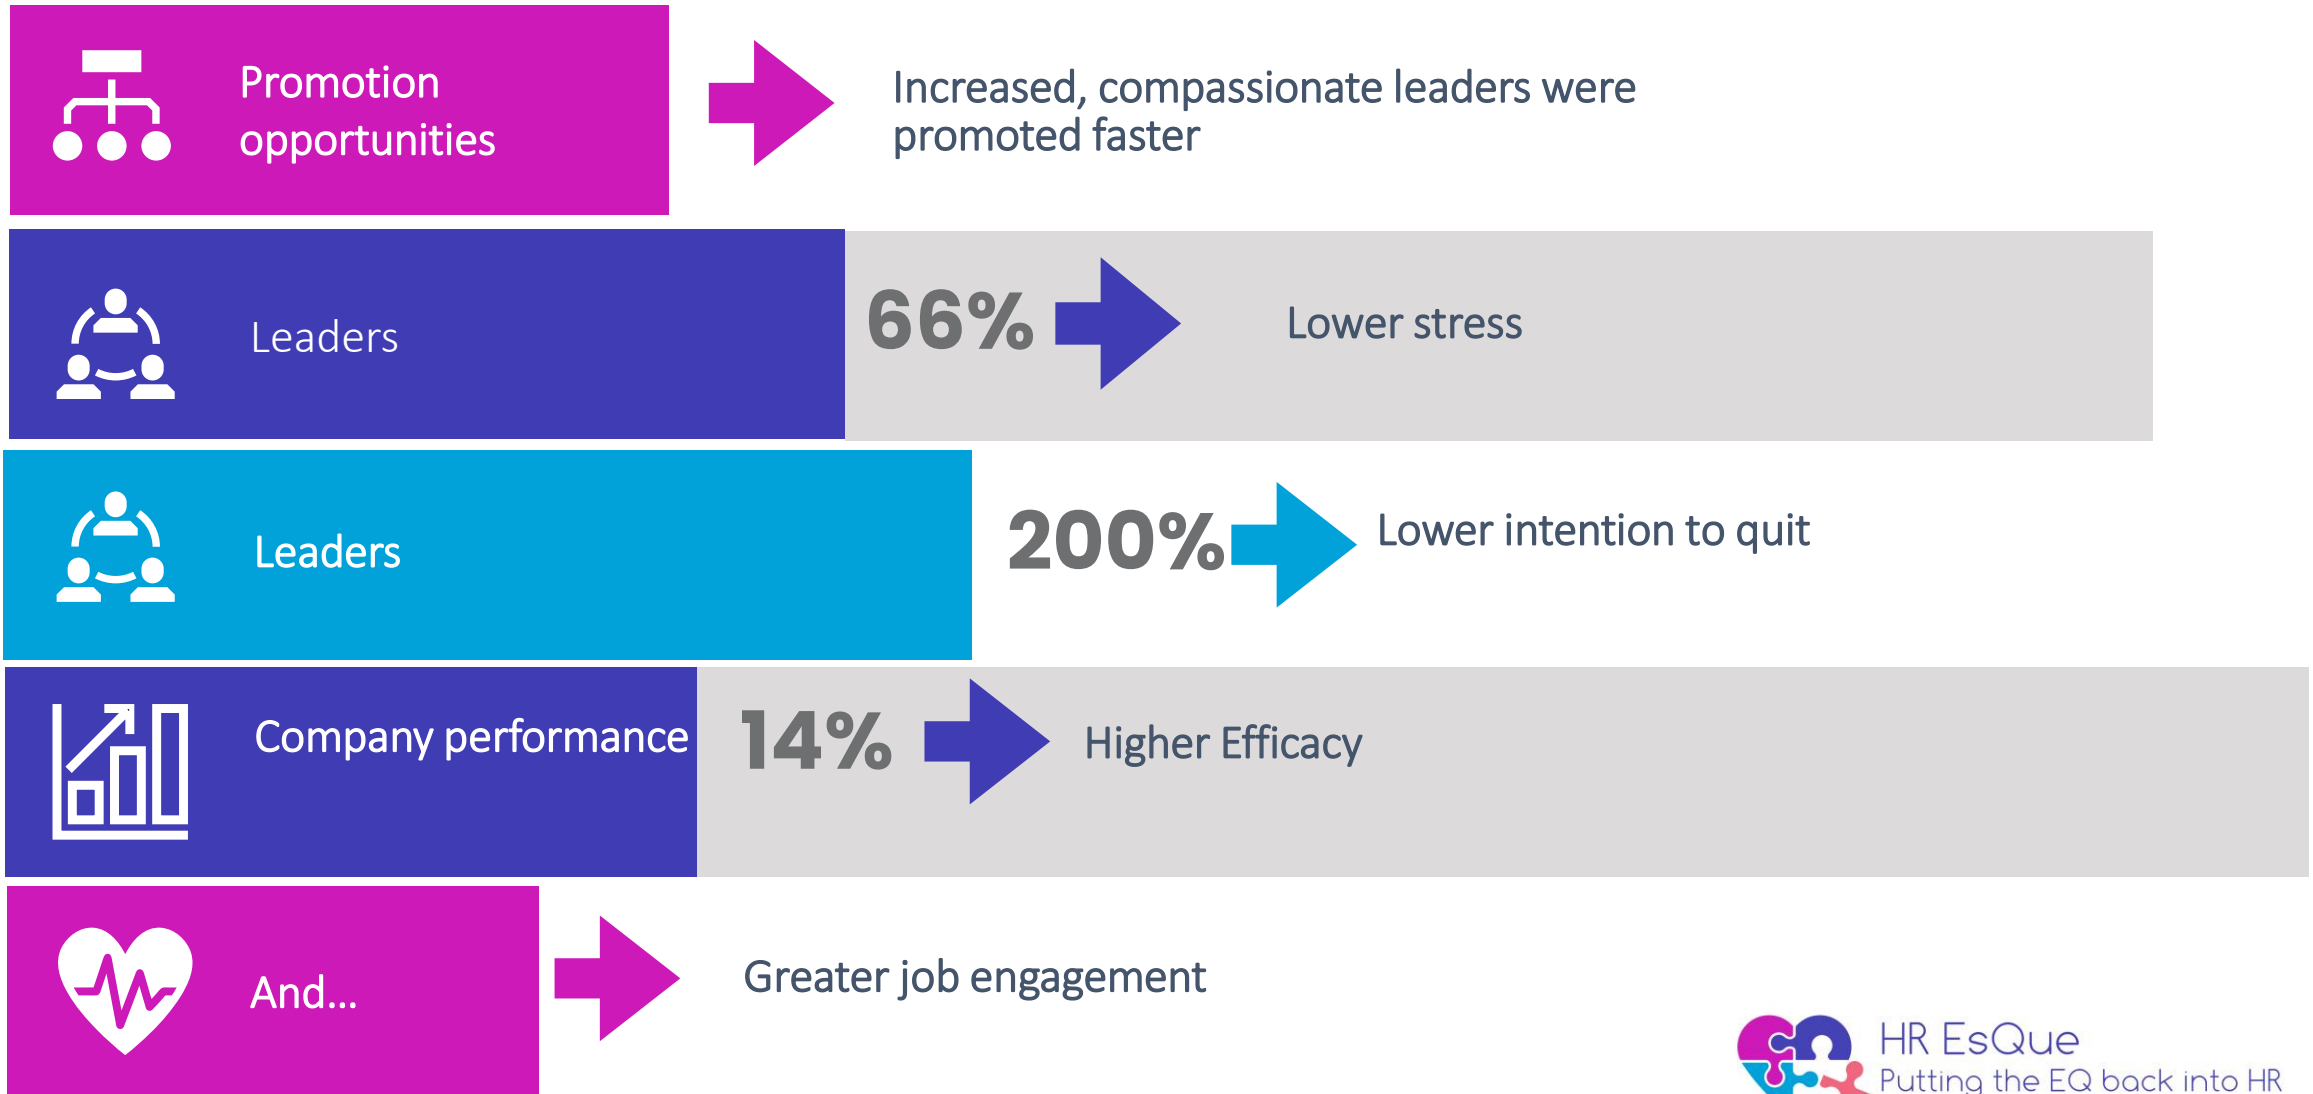 Promotion
opportunities
Increased, compassionate leaders were
promoted faster
Leaders
66%
Lower stress
Leaders
200%
Lower intention to quit
Company performance
14%
Higher Efficacy
And...
Greater job engagement
HR EsQue
Putting the EQ back into HR